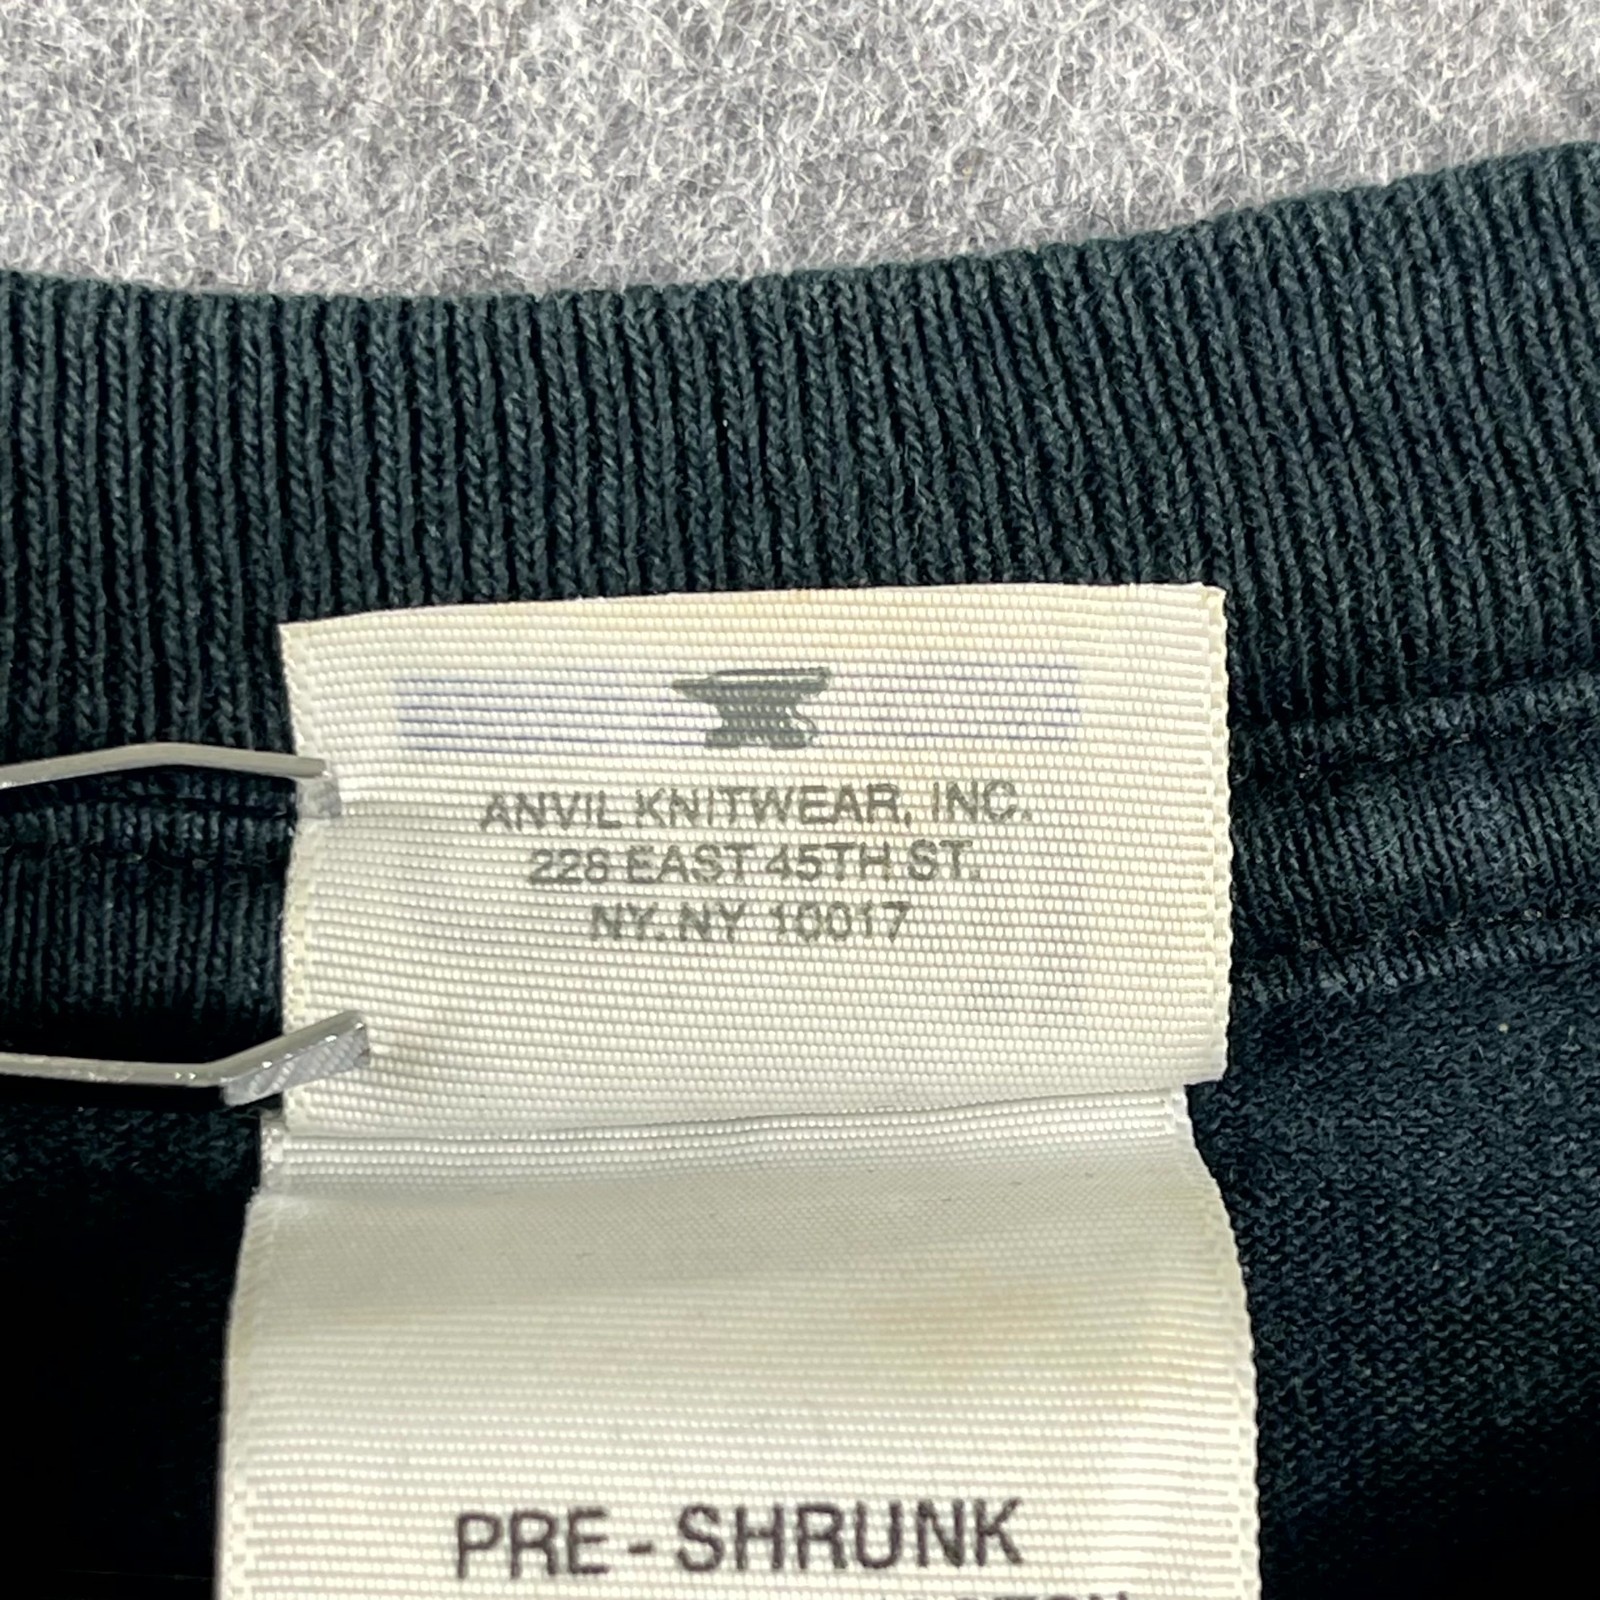 ANVIL KNITWEAR, INC.
228 EAST 45TH ST.
NY. NY 10017
PRE-SHRUNK